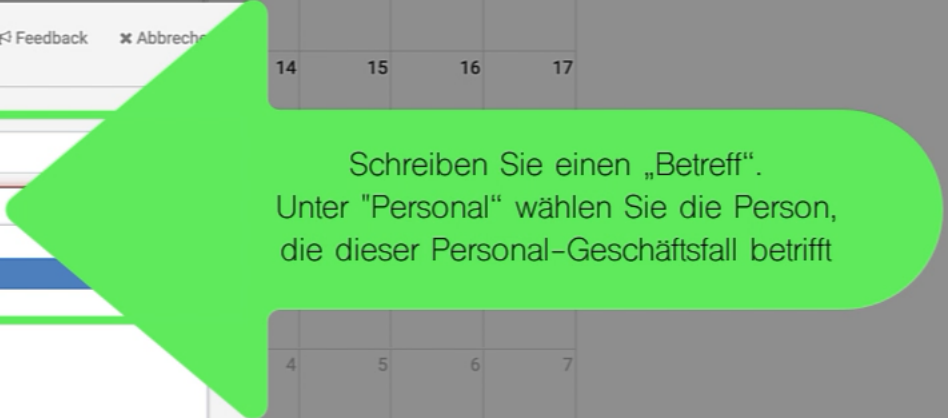 Feedback
Abbreche
14 15 16 17
Schreiben Sie einen „Betreff“.
Unter "Personal“ wählen Sie die Person,
die dieser Personal-Geschäftsfall betrifft
4 5 6 7